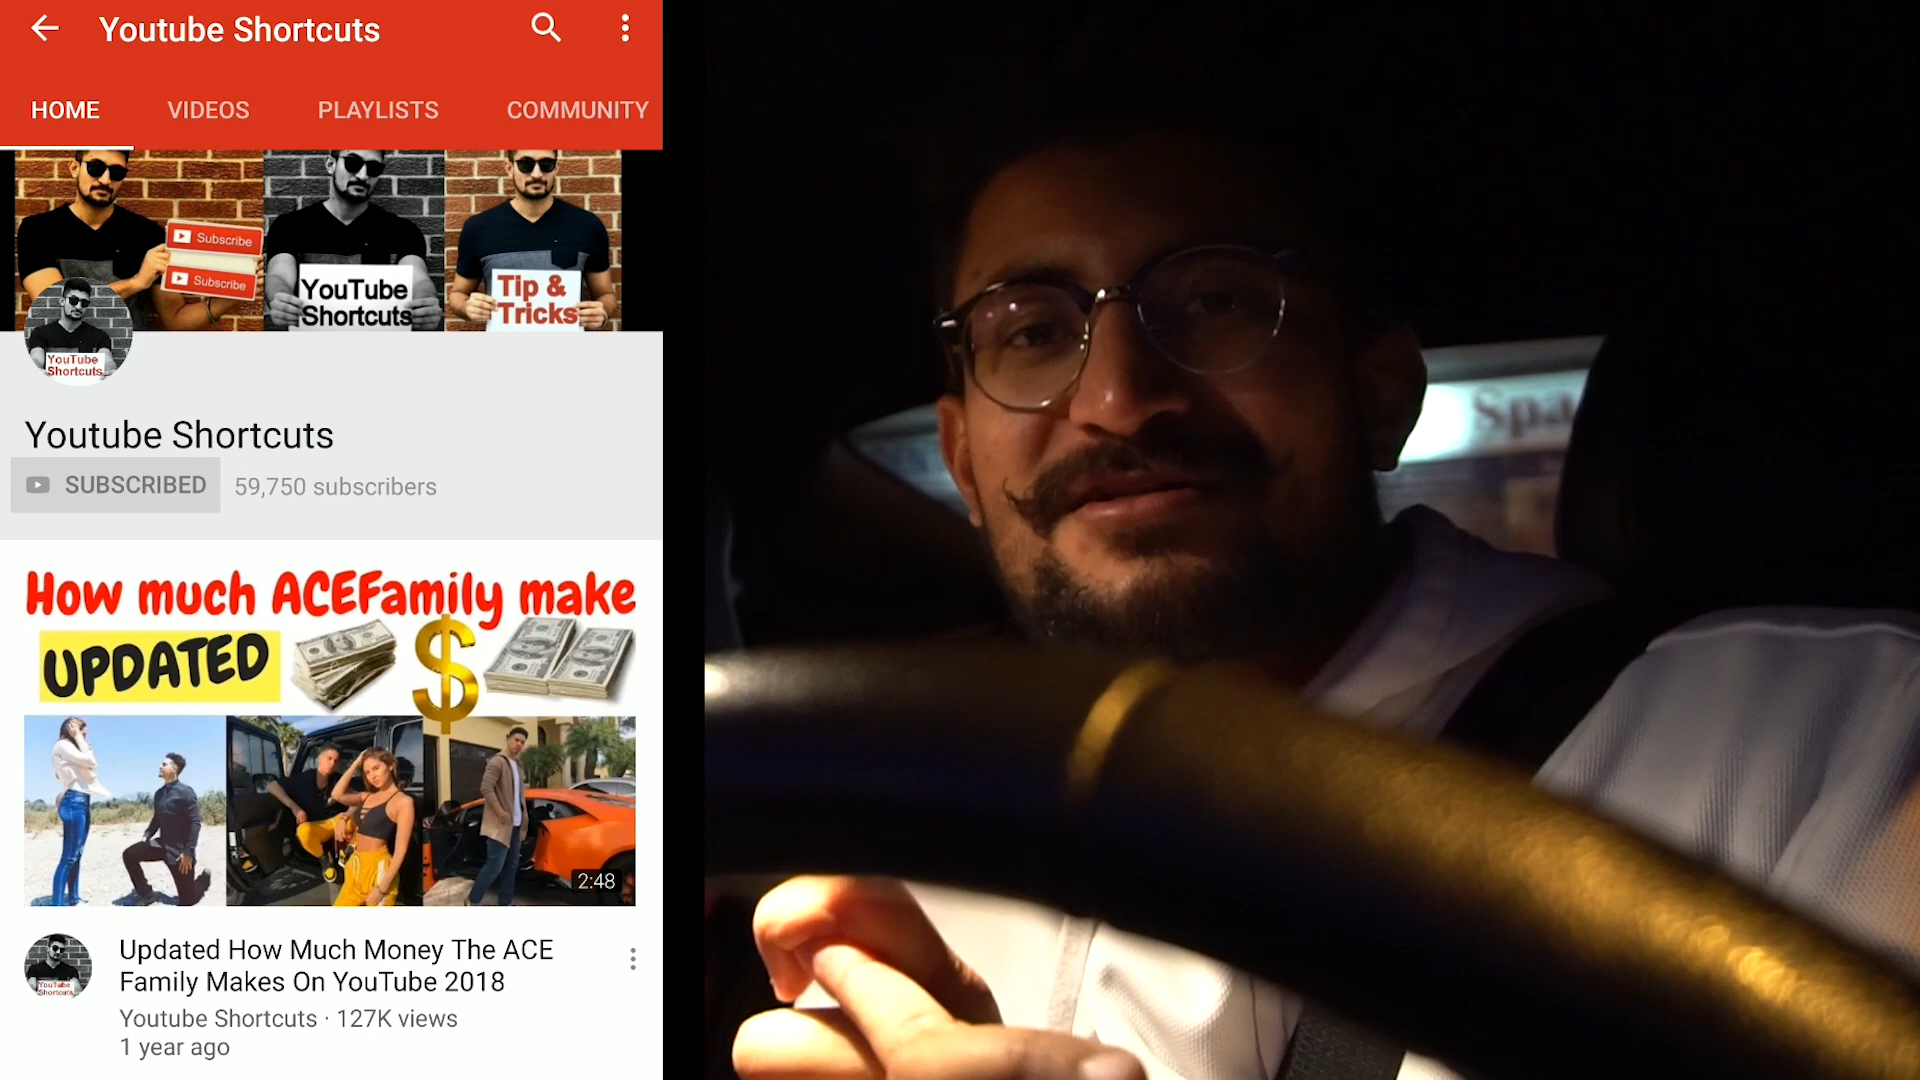 Youtube Shortcuts
HOME VIDEOS PLAYLISTS COMMUNITY
Subscribe
Subscribe
YouTube
Shortcuts
Tip &
Tricks
YouTube
Shortcuts
Youtube Shortcuts
SUBSCRIBED 59,750 subscribers
How much ACEFamily make
UPDATED
$
2:48
Updated How Much Money The ACE
Family Makes On YouTube 2018
YouTube
Shortcuts
Youtube Shortcuts · 127K views
1 year ago